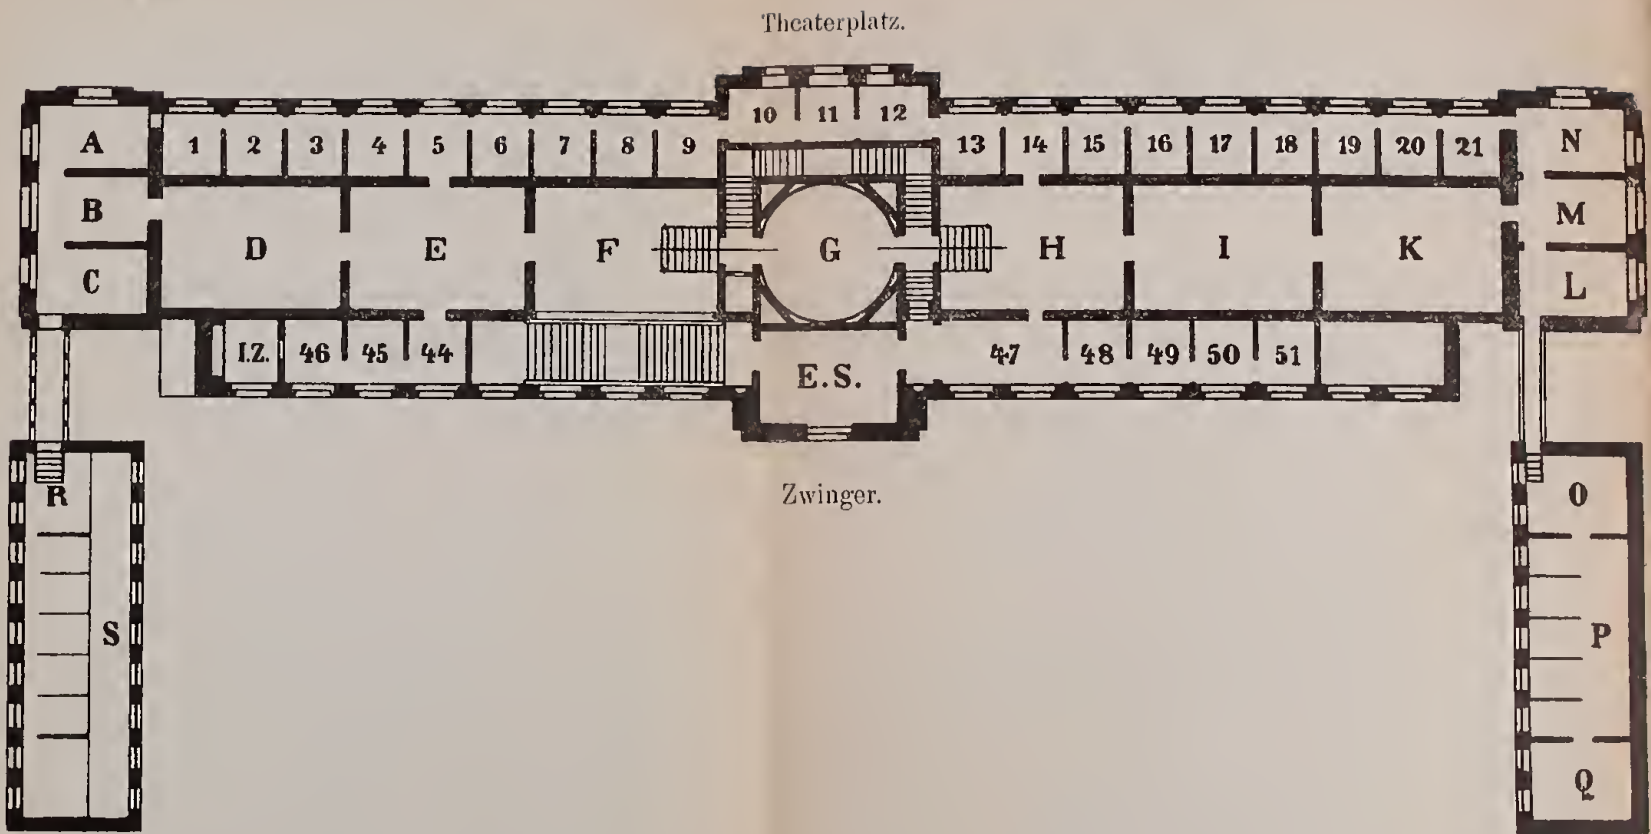 Theaterplatz.
10 11 12
A 1 2 3 4 5 6 7 8 9 13 14 15 16 17 18 19 20 21 N
B M
D E F G H I K
C L
I.Z. 46 45 44 47 48 49 50 51
E.S.
R Zwinger. O
S P
Q